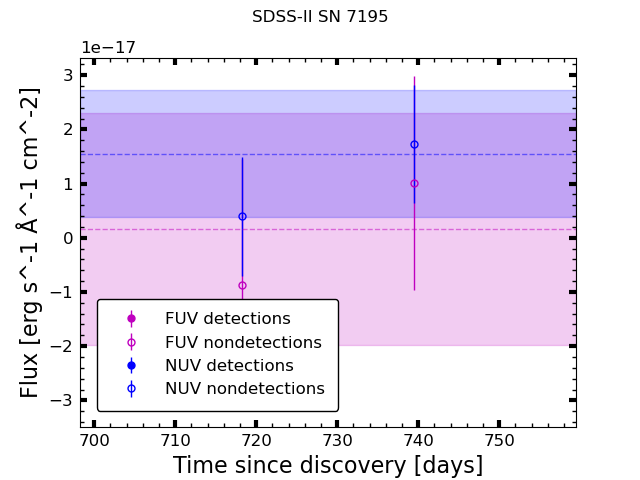 SDSS-II SN 7195
1e−17
Flux [erg s^-1 Å^-1 cm^-2]
3
2
1
0
−1
−2
−3
FUV detections
FUV nondetections
NUV detections
NUV nondetections
700 710 720 730 740 750
Time since discovery [days]